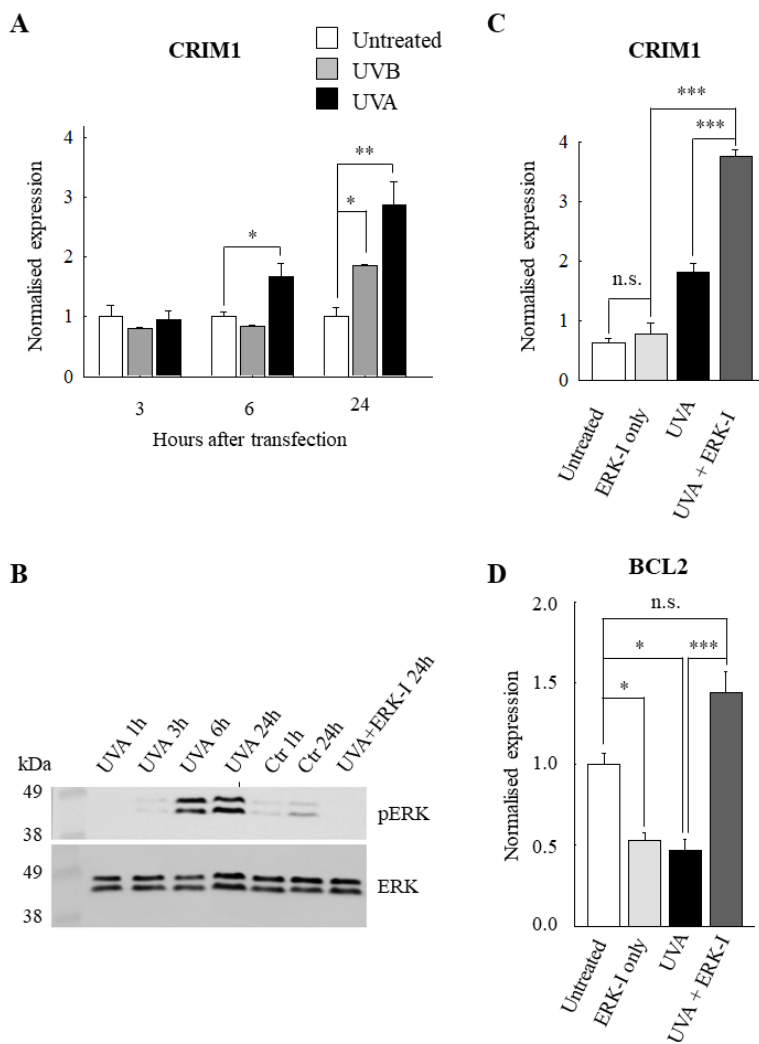 A
CRIM1
Untreated
UVB
UVA
Normalised expression
4
3
2
1
0
*
*
**
3
6
24
Hours after transfection
C
CRIM1
Normalised expression
4
3
2
1
0
n.s.
***
***
Untreated
ERK-I only
UVA
UVA + ERK-I
B
kDa
UVA 1h
UVA 3h
UVA 6h
UVA 24h
Ctr 1h
Ctr 24h
UVA+ERK-I 24h
49
38
pERK
49
38
ERK
D
BCL2
Normalised expression
2.0
1.5
1.0
0.5
0.0
n.s.
*
***
*
Untreated
ERK-I only
UVA
UVA + ERK-I